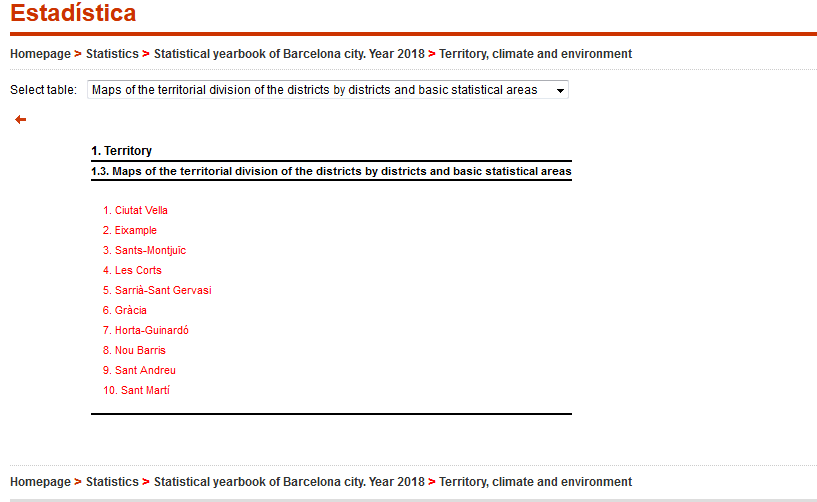 Estadística
Homepage > Statistics > Statistical yearbook of Barcelona city. Year 2018 > Territory, climate and environment
Select table: Maps of the territorial division of the districts by districts and basic statistical areas
1. Territory
1.3. Maps of the territorial division of the districts by districts and basic statistical areas
1. Ciutat Vella
2. Eixample
3. Sants-Montjuïc
4. Les Corts
5. Sarrià-Sant Gervasi
6. Gràcia
7. Horta-Guinardó
8. Nou Barris
9. Sant Andreu
10. Sant Martí
Homepage > Statistics > Statistical yearbook of Barcelona city. Year 2018 > Territory, climate and environment